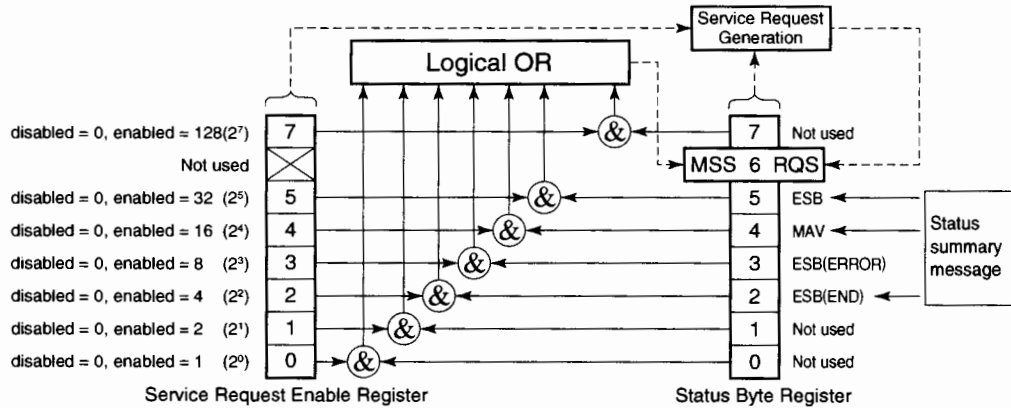 Service Request
Generation
Logical OR
disabled = 0, enabled = 128(2⁷) 7 & 7 Not used
Not used MSS 6 RQS
disabled = 0, enabled = 32 (2⁵) 5 & 5 ESB
disabled = 0, enabled = 16 (2⁴) 4 & 4 MAV
disabled = 0, enabled = 8 (2³) 3 & 3 ESB(ERROR)
disabled = 0, enabled = 4 (2²) 2 & 2 ESB(END)
disabled = 0, enabled = 2 (2¹) 1 & 1 Not used
disabled = 0, enabled = 1 (2⁰) 0 & 0 Not used
Status
summary
message
Service Request Enable Register
Status Byte Register